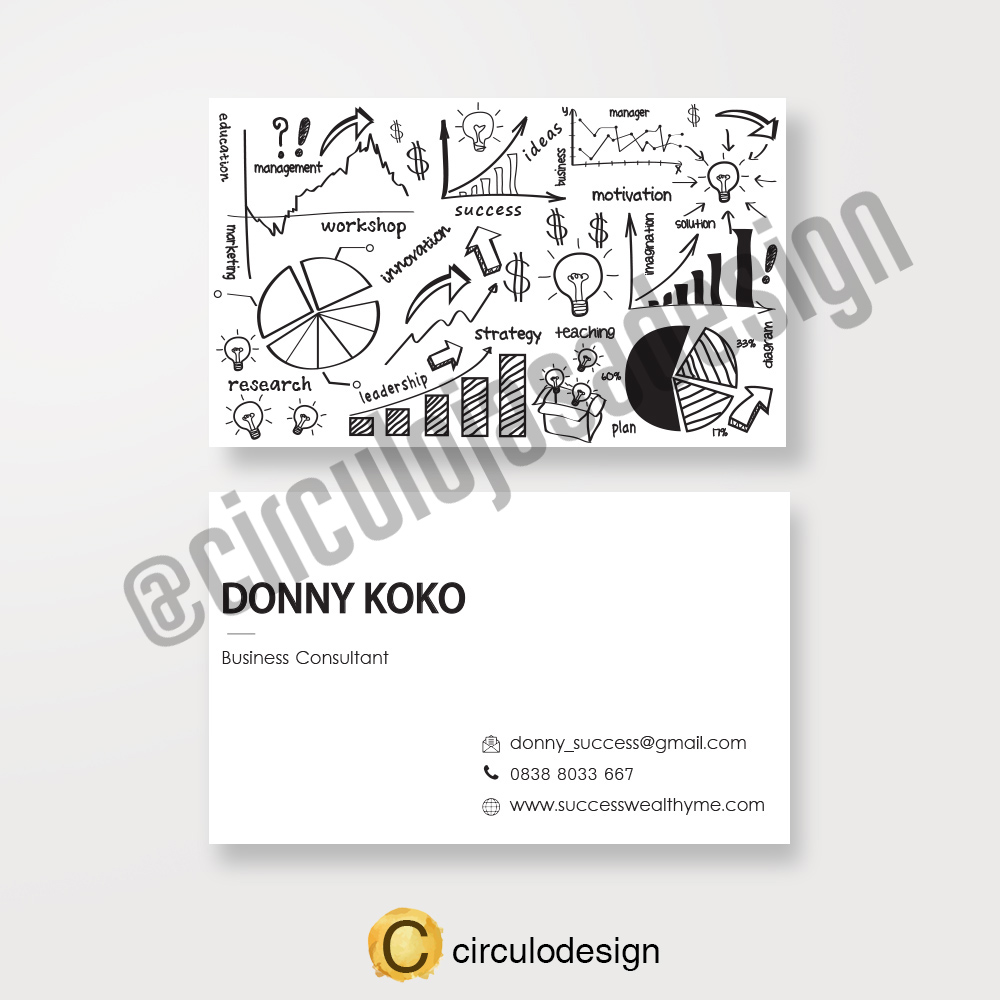 education
?!
management
$
$
ideas
y
manager
business
x
$
motivation
success
workshop
marketing
innovation
$
$
$
imagination
solution
!
strategy
teaching
33%
diagram
60%
research
leadership
plan
17%
@circulojasadesign
DONNY KOKO
Business Consultant
donny_success@gmail.com
0838 8033 667
www.successwealthyme.com
C circulodesign